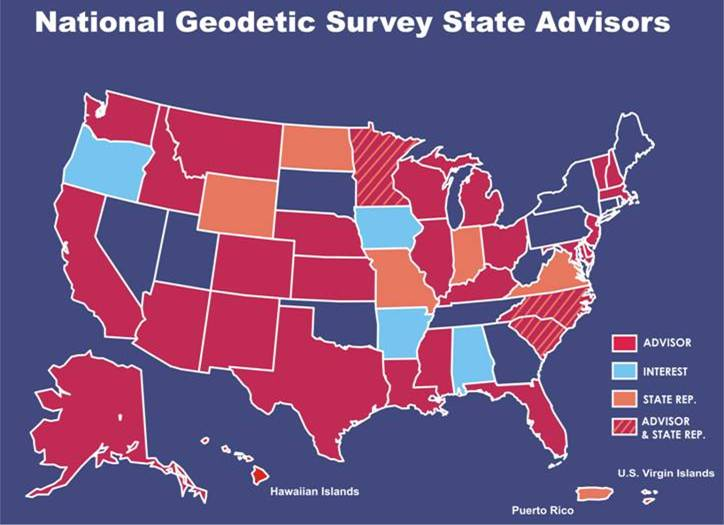 National Geodetic Survey State Advisors
ADVISOR
INTEREST
STATE REP.
ADVISOR
& STATE REP.
U.S. Virgin Islands
Hawaiian Islands
Puerto Rico